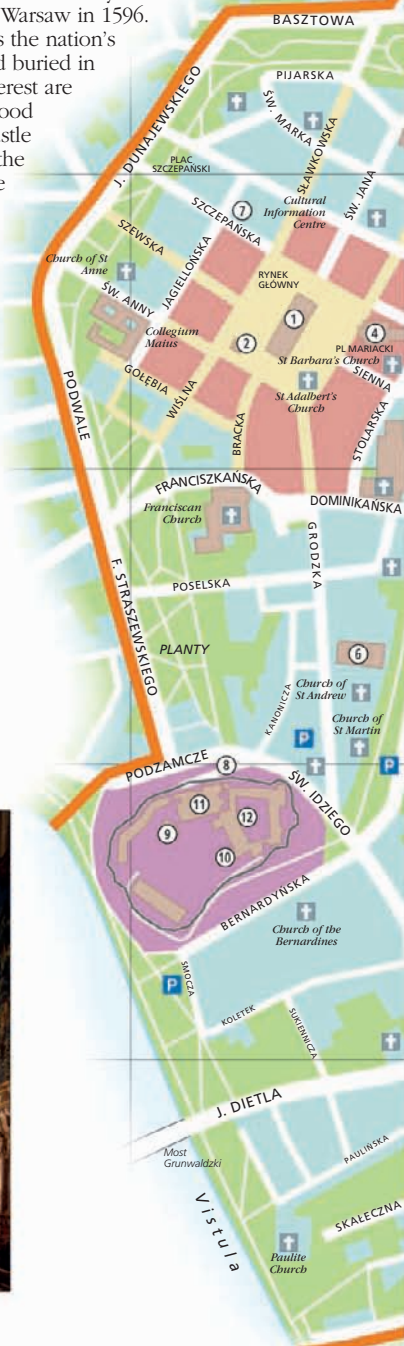 Warsaw in 1596.
s the nation's
d buried in
erest are
ood
stle
the
e
BASZTOWA
PIJARSKA
J. DUNAJEWSKIEGO
ŚW. MARKA
SŁAWKOWSKA
PLAC
SZCZEPAŃSKI
ŚW. JANA
SZCZEPAŃSKA
7
Cultural
Information
Centre
SZEWSKA
JAGIELLOŃSKA
Church of St
Anne
RYNEK
GŁÓWNY
ŚW. ANNY
1
4
Collegium
Maius
2
PL MARIACKI
St Barbara's Church
SIENNA
GOŁĘBIA
WIŚLNA
St Adalbert's
Church
PODWALE
BRACKA
STOLARSKA
FRANCISZKAŃSKA
DOMINIKAŃSKA
Franciscan
Church
GRODZKA
F. STRASZEWSKIEGO
POSELSKA
PLANTY
6
KANONICZA
Church of
St Andrew
Church of
St Martin
P
P
PODZAMCZE
8
ŚW. IDZIEGO
11
12
9
10
BERNARDYŃSKA
Church of the
Bernardines
SMOCZA
P
KOLETEK
SUKIENNICZA
J. DIETLA
Most
Grunwaldzki
PAULIŃSKA
Vistula
SKAŁECZNA
Paulite
Church